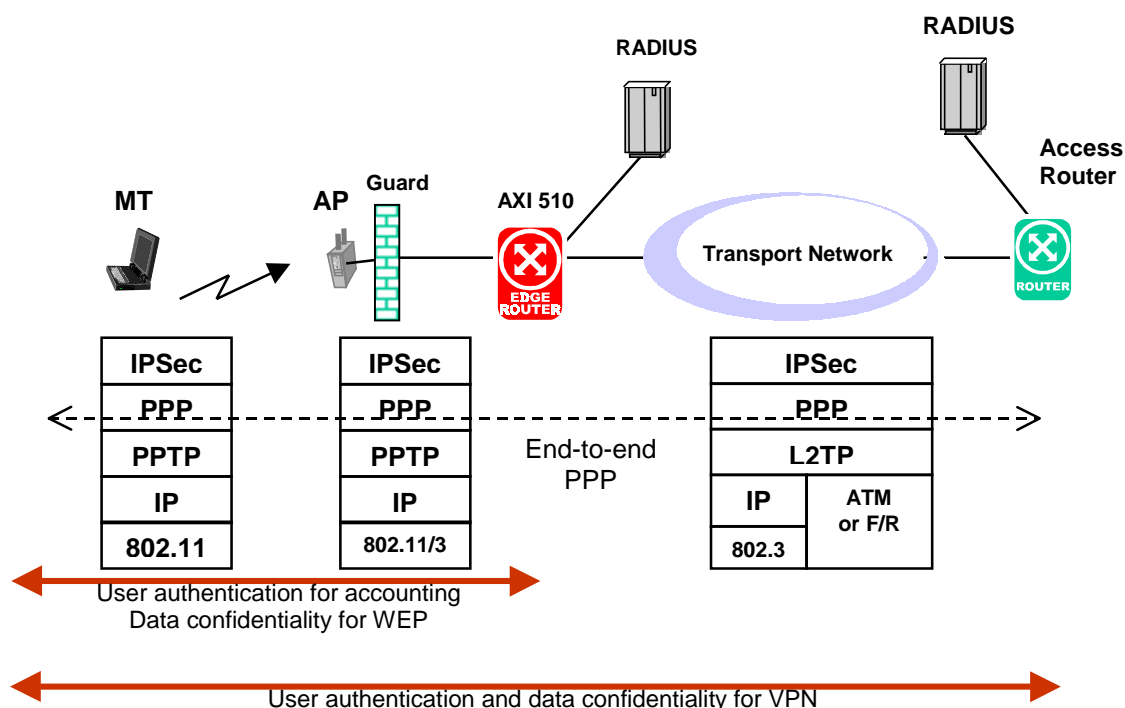 RADIUS
RADIUS
Access
Router
Guard
MT
AP
AXI 510
Transport Network
EDGE
ROUTER
ROUTER
IPSec
PPP
PPTP
IP
802.11
IPSec
PPP
PPTP
IP
802.11/3
End-to-end
PPP
IPSec
PPP
L2TP
IP
802.3
ATM
or F/R
User authentication for accounting
Data confidentiality for WEP
User authentication and data confidentiality for VPN